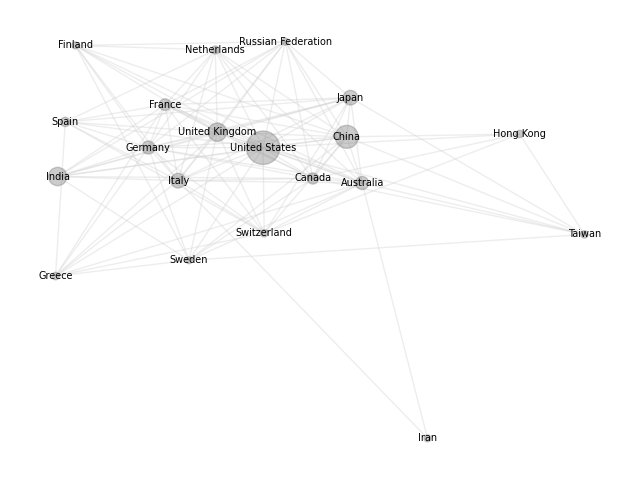 Finland
Netherlands
Russian Federation
Japan
France
Spain
United Kingdom
China
Hong Kong
Germany
United States
India
Italy
Canada
Australia
Switzerland
Taiwan
Sweden
Greece
Iran